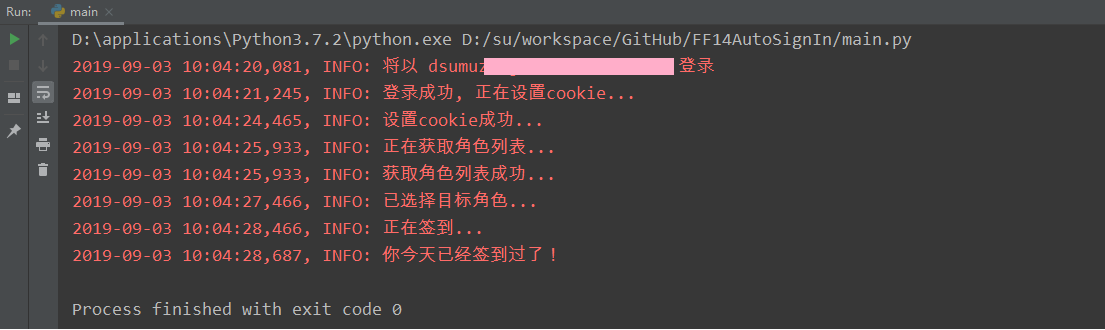 Run: main ×
D:\applications\Python3.7.2\python.exe D:/su/workspace/GitHub/FF14AutoSignIn/main.py
2019-09-03 10:04:20,081, INFO: 将以 dsumuz 登录
2019-09-03 10:04:21,245, INFO: 登录成功, 正在设置cookie...
2019-09-03 10:04:24,465, INFO: 设置cookie成功...
2019-09-03 10:04:25,933, INFO: 正在获取角色列表...
2019-09-03 10:04:25,933, INFO: 获取角色列表成功...
2019-09-03 10:04:27,466, INFO: 已选择目标角色...
2019-09-03 10:04:28,466, INFO: 正在签到...
2019-09-03 10:04:28,687, INFO: 你今天已经签到过了！
Process finished with exit code 0